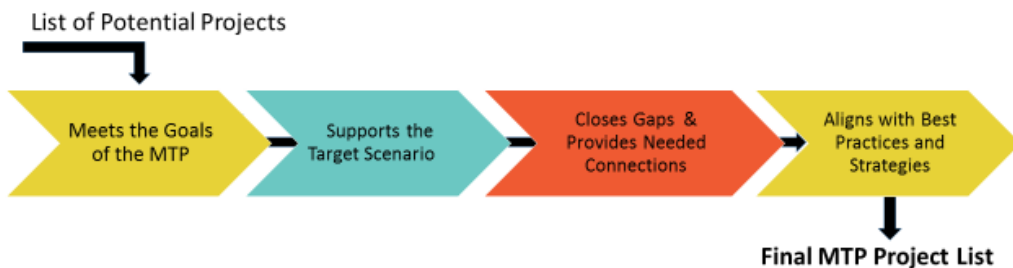 List of Potential Projects
Meets the Goals
of the MTP
Supports the
Target Scenario
Closes Gaps &
Provides Needed
Connections
Aligns with Best
Practices and
Strategies
Final MTP Project List